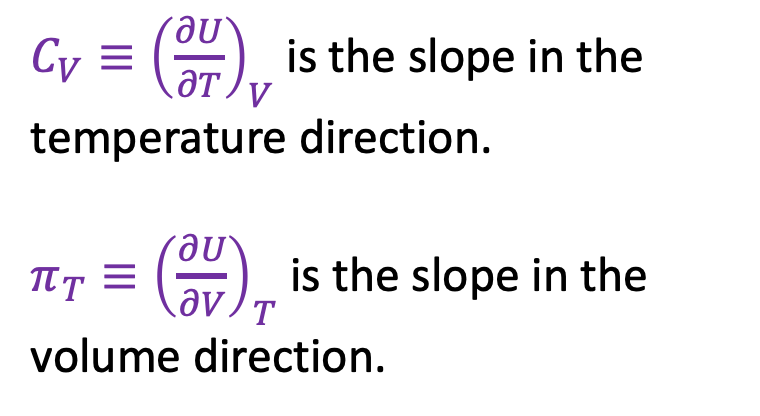 C_V ≡ (∂U/∂T)_V is the slope in the
temperature direction.
π_T ≡ (∂U/∂V)_T is the slope in the
volume direction.